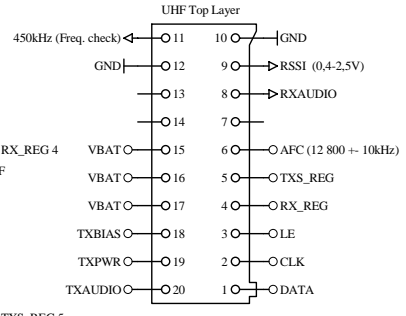 UHF Top Layer
450kHz (Freq. check) 11 10 GND
GND 12 9 RSSI (0,4-2,5V)
13 8 RXAUDIO
14 7
RX_REG 4 VBAT 15 6 AFC (12 800 +- 10kHz)
F
VBAT 16 5 TXS_REG
VBAT 17 4 RX_REG
TXBIAS 18 3 LE
TXPWR 19 2 CLK
TXAUDIO 20 1 DATA
TXS_REG 5